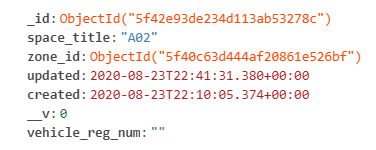 _id:ObjectId("5f42e93de234d113ab53278c")
space_title:"A02"
zone_id:ObjectId("5f40c63d444af20861e526bf")
updated:2020-08-23T22:41:31.380+00:00
created:2020-08-23T22:10:05.374+00:00
__v:0
vehicle_reg_num:""